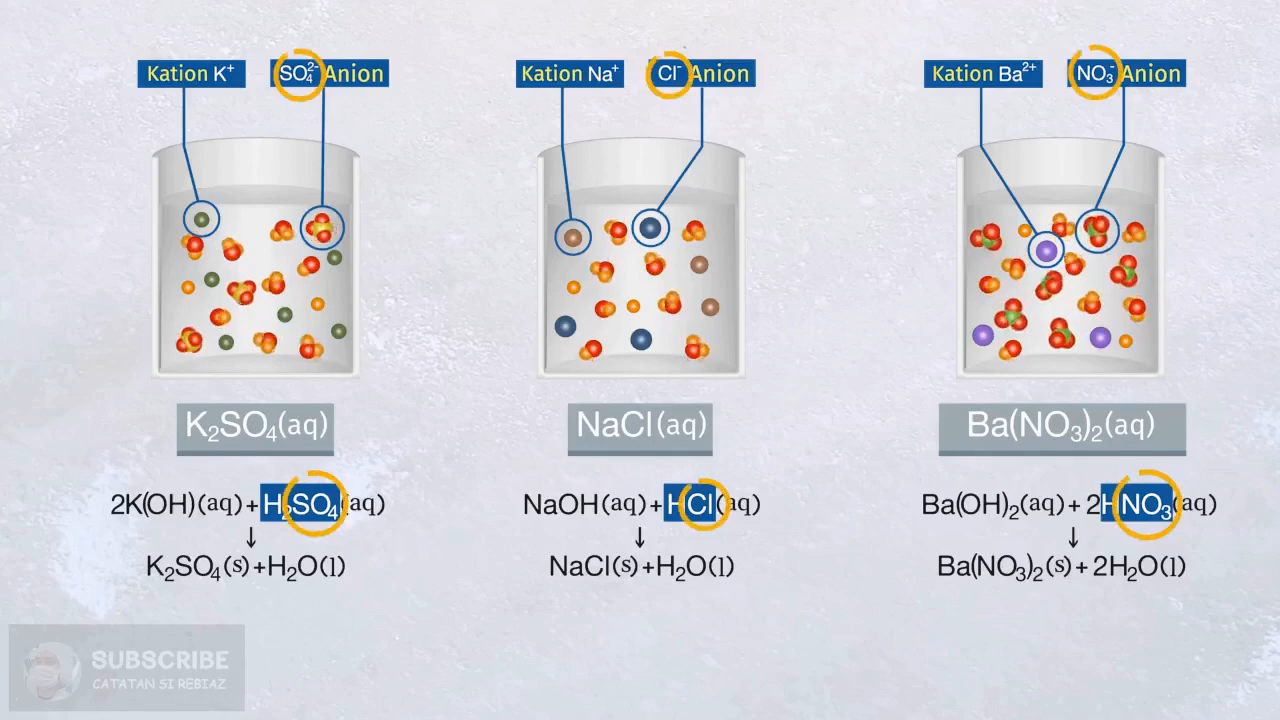 Kation K⁺
SO₄²⁻ Anion
Kation Na⁺
Cl⁻ Anion
Kation Ba²⁺
NO₃⁻ Anion
K₂SO₄(aq)
NaCl(aq)
Ba(NO₃)₂(aq)
2K(OH)(aq)+H₂SO₄(aq)
↓
K₂SO₄(s)+H₂O(l)
NaOH(aq)+HCl(aq)
↓
NaCl(s)+H₂O(l)
Ba(OH)₂(aq)+2HNO₃(aq)
↓
Ba(NO₃)₂(s)+2H₂O(l)
SUBSCRIBE
CATATAN SI REBIAZ